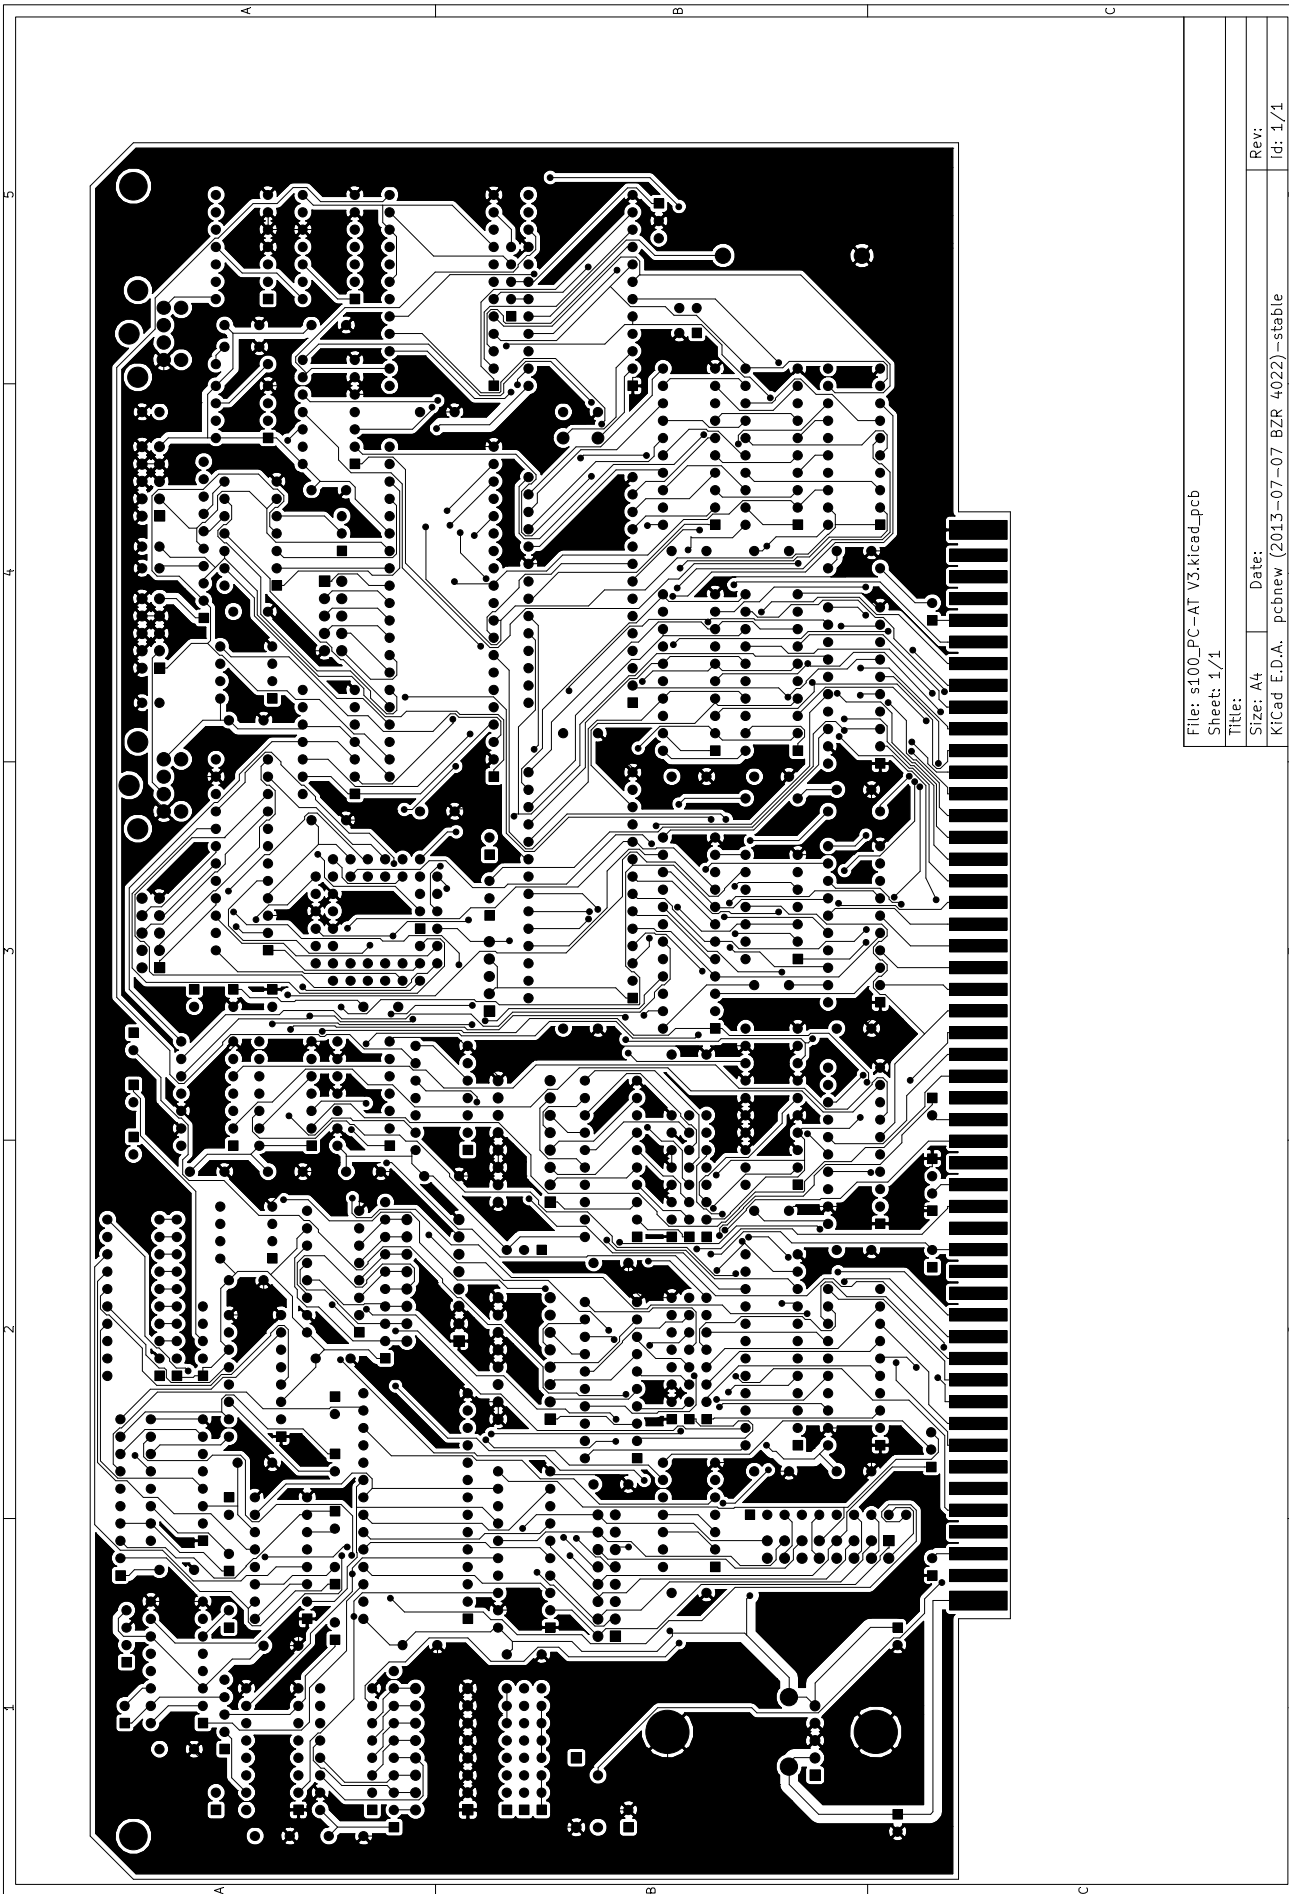 A
B
C
5
4
3
2
1
A
B
C
File: s100_PC-AT V3.kicad_pcb
Sheet: 1/1
Title:
Size: A4 Date: Rev:
KiCad E.D.A. pcbnew (2013-07-07 BZR 4022)-stable Id: 1/1